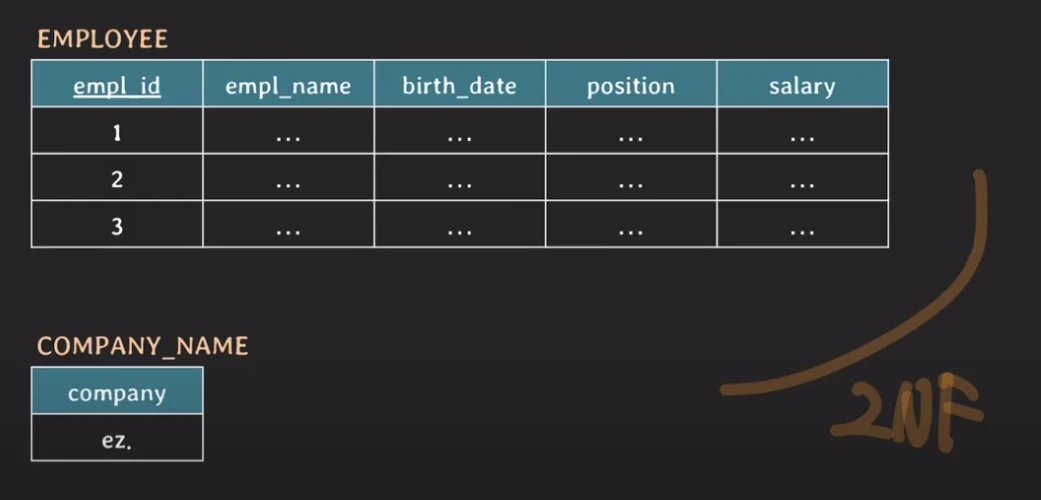 EMPLOYEE
empl_id empl_name birth_date position salary
1 ... ... ... ...
2 ... ... ... ...
3 ... ... ... ...
COMPANY_NAME
company
ez.
2NF